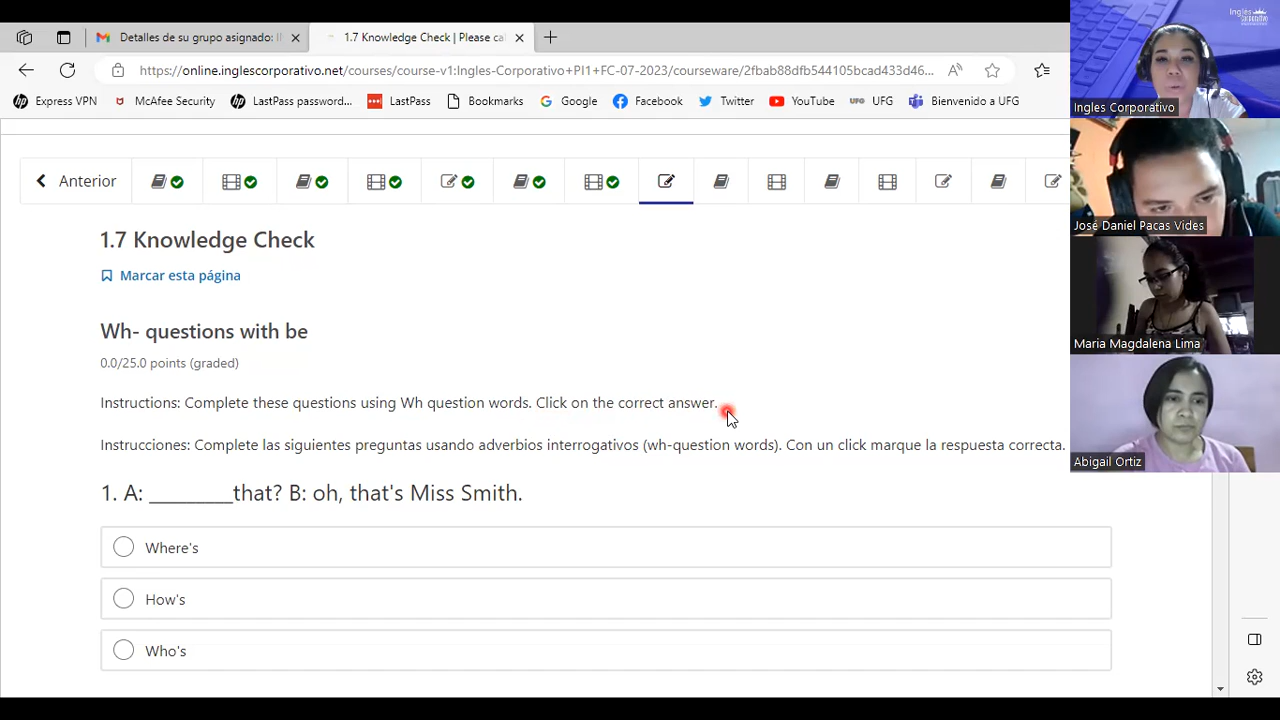 Detalles de su grupo asignado: I
1.7 Knowledge Check | Please ca
https://online.inglescorporativo.net/courses/course-v1:Ingles-Corporativo+PI1+FC-07-2023/courseware/2fbab88dfb544105bcad433d46...
Express VPN McAfee Security LastPass password... LastPass Bookmarks Google Facebook Twitter YouTube UFG UFG Bienvenido a UFG
Anterior
1.7 Knowledge Check
Marcar esta página
Wh- questions with be
0.0/25.0 points (graded)
Instructions: Complete these questions using Wh question words. Click on the correct answer.
Instrucciones: Complete las siguientes preguntas usando adverbios interrogativos (wh-question words). Con un click marque la respuesta correcta.
1. A: _________that? B: oh, that's Miss Smith.
Where's
How's
Who's
Inglés
corporativo
Ingles Corporativo
José Daniel Pacas Vides
Maria Magdalena Lima
Abigail Ortiz